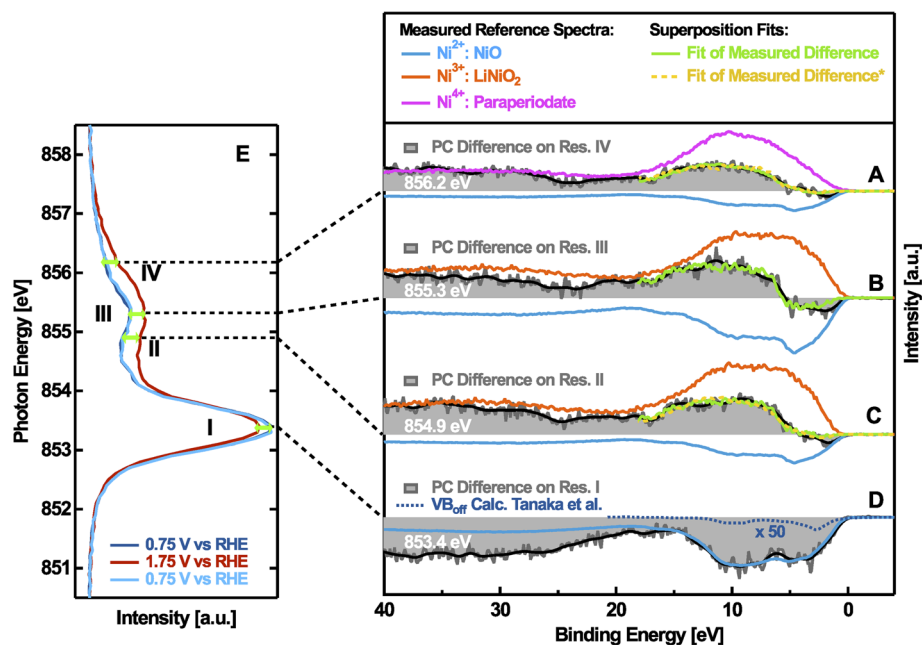 Measured Reference Spectra:
Superposition Fits:
Ni2+: NiO
Fit of Measured Difference
Ni3+: LiNiO2
Fit of Measured Difference*
Ni4+: Paraperiodate
858
857
856
855
854
853
852
851
Photon Energy [eV]
E
IV
III
II
I
0.75 V vs RHE
1.75 V vs RHE
0.75 V vs RHE
Intensity [a.u.]
PC Difference on Res. IV
A
856.2 eV
PC Difference on Res. III
B
855.3 eV
PC Difference on Res. II
C
854.9 eV
PC Difference on Res. I
D
VBoff Calc. Tanaka et al.
x 50
853.4 eV
40
30
20
10
0
Binding Energy [eV]
Intensity [a.u.]